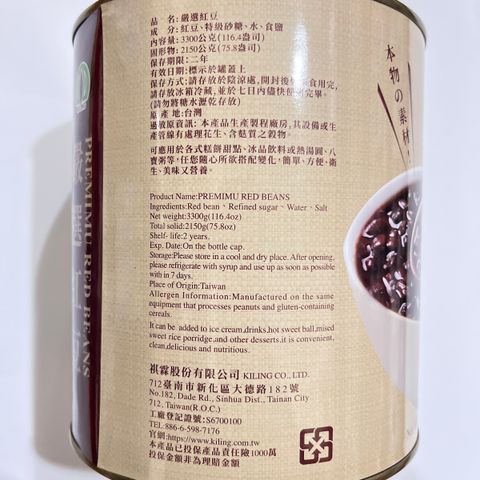 品　名：嚴選紅豆
成　分：紅豆、特級砂糖、水、食鹽
內容量：3300公克(116.4盎司)
固形物：2150公克(75.8盎司)
保存期限：二年
有效日期：標示於罐蓋上
保存方式：請存放於陰涼處，開封後 食用完，
請存放冰箱冷藏，並於七日內儘快使用完畢。
(請勿將糖水瀝乾存放)
原產地：台灣
過敏原資訊：本產品生產製程廠房，其設備或生
產管線有處理花生、含麩質之穀物。
可應用於各式糕餅甜點、冰品飲料或熱湯圓、八
寶粥等，任您隨心所欲搭配變化，簡單、方便、衛
生、美味又營養。
Product Name:PREMIMU RED BEANS
Ingredients:Red bean、Refined sugar、Water、Salt
Net weight:3300g(116.4oz)
Total solid:2150g(75.8oz)
Shelf- life:2 years.
Exp. Date:On the bottle cap.
Storage:Please store in a cool and dry place. After opening,
please refrigerate with syrup and use up as soon as possible
with in 7 days.
Place of Origin:Taiwan
Allergen Information:Manufactured on the same
equipment that processes peanuts and gluten-containing
cereals.
It can be added to ice cream,drinks,hot sweet ball,mixed
sweet rice porridge,and other desserts,it is convenient,
clean,delicious and nutritious.
祺霖股份有限公司 KILING CO., LTD.
712臺南市新化區大德路182號
No.182, Dade Rd., Sinhua Dist., Tainan City
712, Taiwan(R.O.C.)
工廠登記證號：S6700100
TEL: 886-6-598-7176
官網:https://www.kiling.com.tw
本產品已投保產品責任險1000萬
投保金額非為理賠金額
本物の素材
PREMIMU RED BEANS